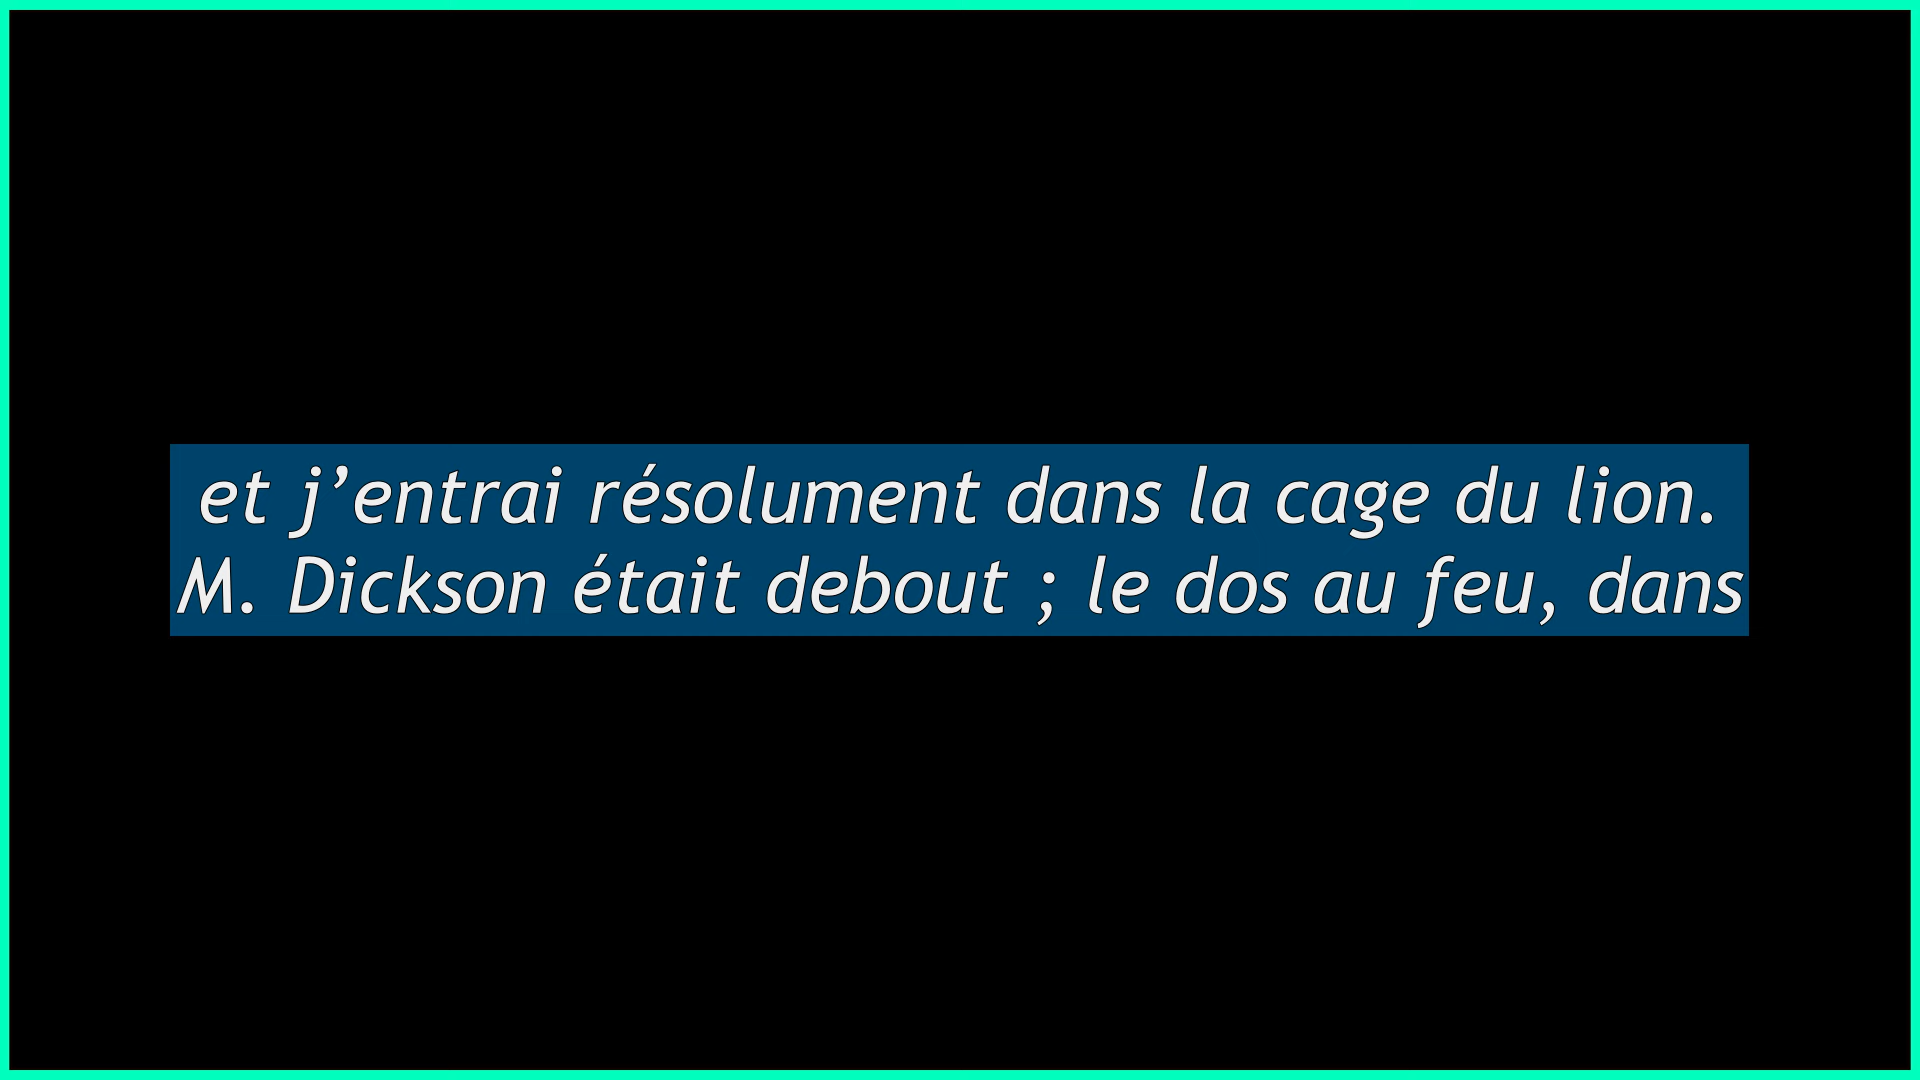 et j’entrai résolument dans la cage du lion.
M. Dickson était debout ; le dos au feu, dans